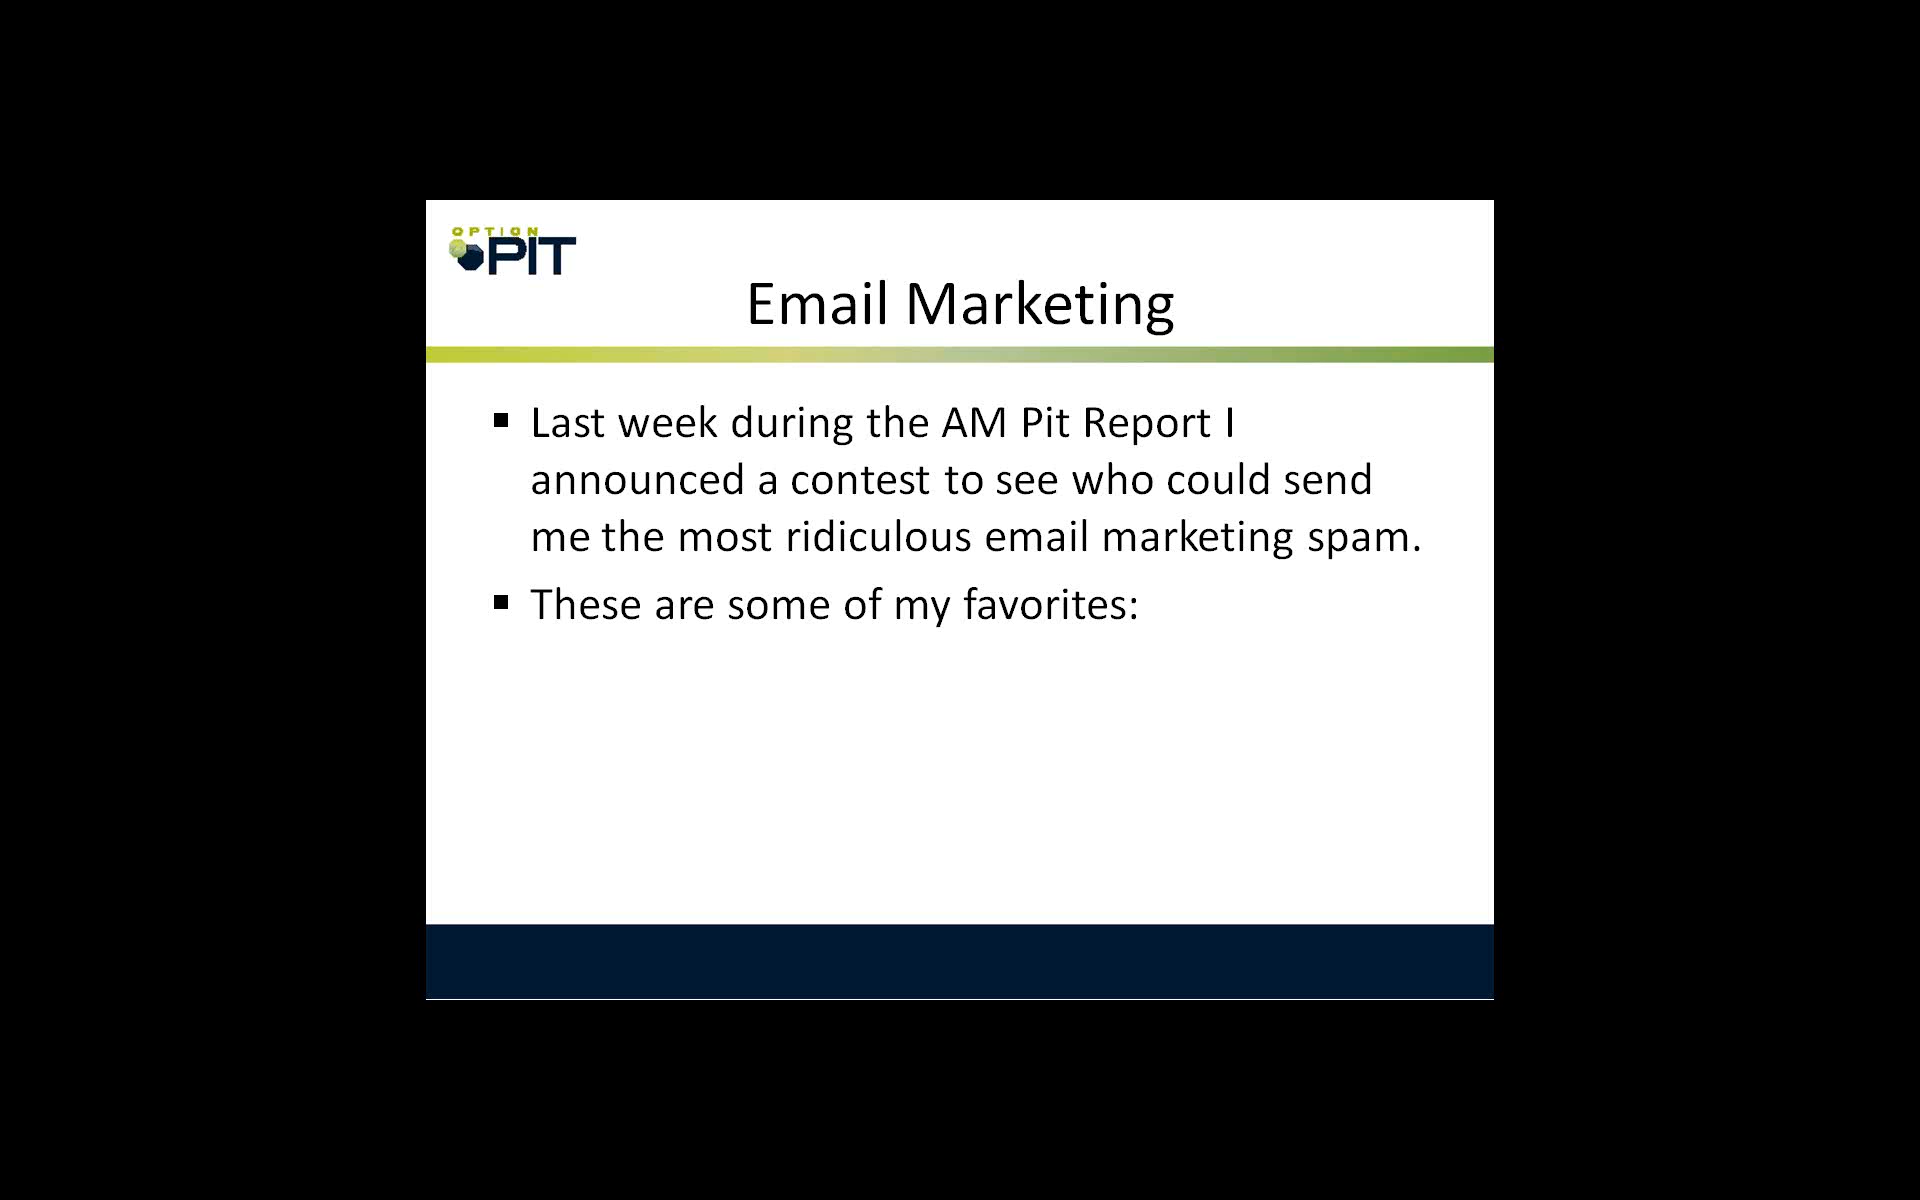 OPTION
PIT
Email Marketing
▪ Last week during the AM Pit Report I
announced a contest to see who could send
me the most ridiculous email marketing spam.
▪ These are some of my favorites: